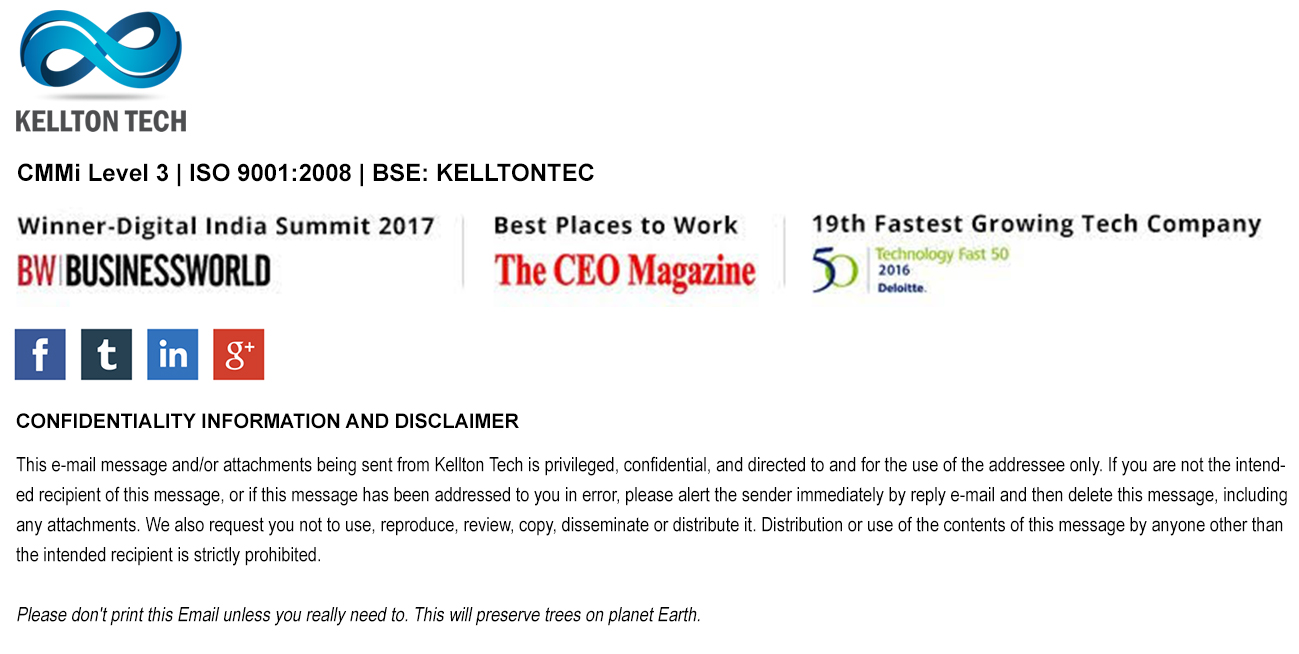 KELLTON TECH
CMMi Level 3 | ISO 9001:2008 | BSE: KELLTONTEC
Winner-Digital India Summit 2017
BW|BUSINESSWORLD
Best Places to Work
The CEO Magazine
19th Fastest Growing Tech Company
50
Technology Fast 50
2016
Deloitte.
f t in g+
CONFIDENTIALITY INFORMATION AND DISCLAIMER
This e-mail message and/or attachments being sent from Kellton Tech is privileged, confidential, and directed to and for the use of the addressee only. If you are not the intend-
ed recipient of this message, or if this message has been addressed to you in error, please alert the sender immediately by reply e-mail and then delete this message, including
any attachments. We also request you not to use, reproduce, review, copy, disseminate or distribute it. Distribution or use of the contents of this message by anyone other than
the intended recipient is strictly prohibited.
Please don't print this Email unless you really need to. This will preserve trees on planet Earth.